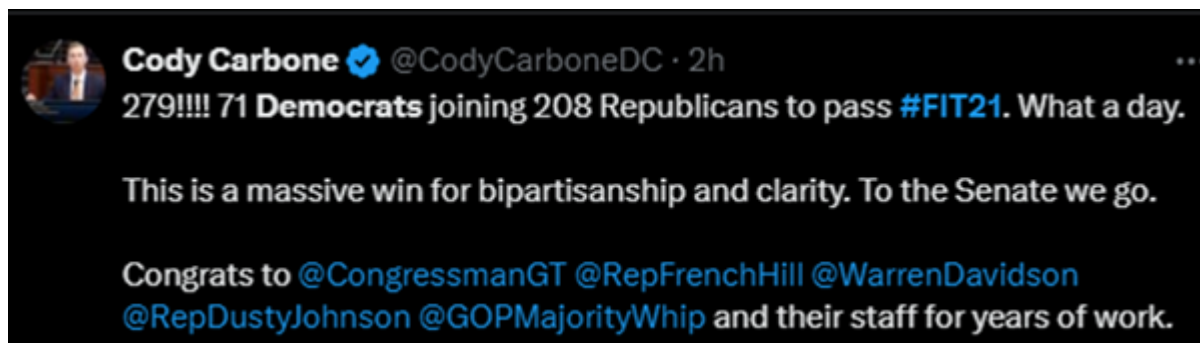 Cody Carbone @CodyCarboneDC · 2h
279!!!! 71 Democrats joining 208 Republicans to pass #FIT21. What a day.
This is a massive win for bipartisanship and clarity. To the Senate we go.
Congrats to @CongressmanGT @RepFrenchHill @WarrenDavidson
@RepDustyJohnson @GOPMajorityWhip and their staff for years of work.